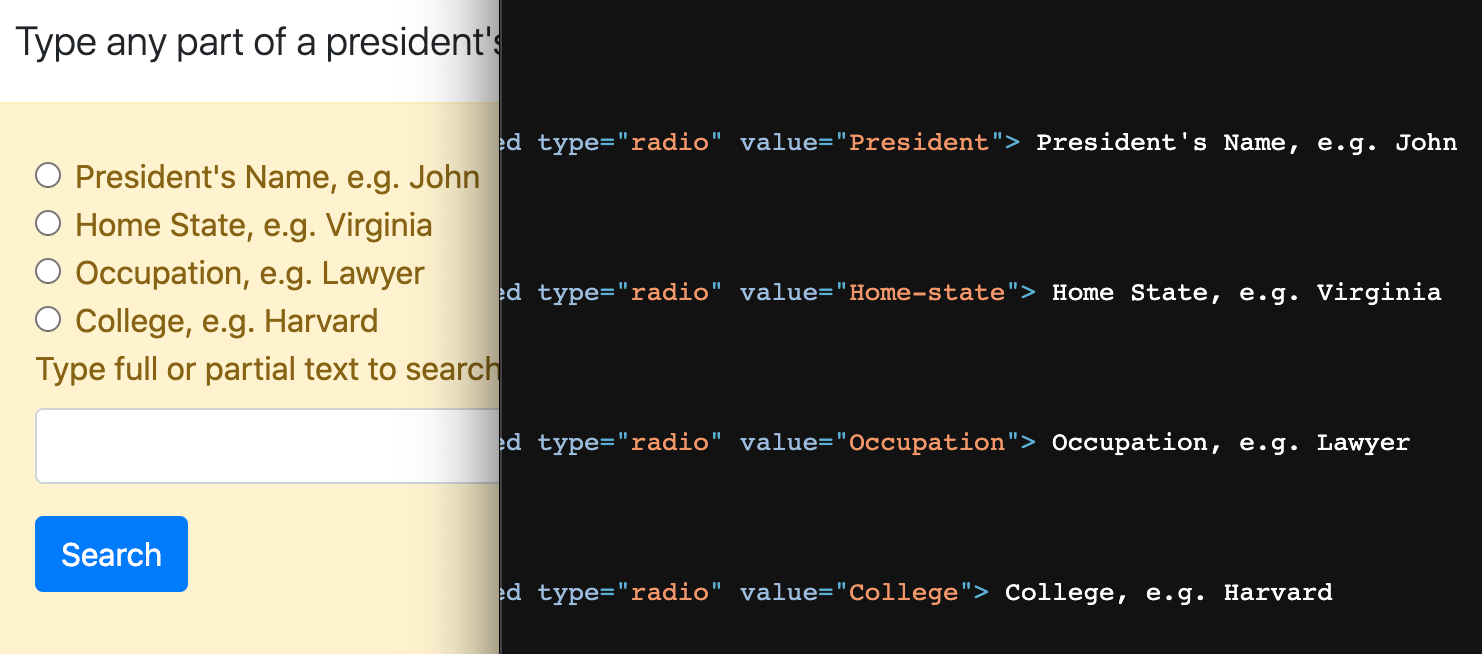 Type any part of a president's
President's Name, e.g. John
Home State, e.g. Virginia
Occupation, e.g. Lawyer
College, e.g. Harvard
Type full or partial text to search
Search
ed type="radio" value="President"> President's Name, e.g. John
ed type="radio" value="Home-state"> Home State, e.g. Virginia
ed type="radio" value="Occupation"> Occupation, e.g. Lawyer
ed type="radio" value="College"> College, e.g. Harvard